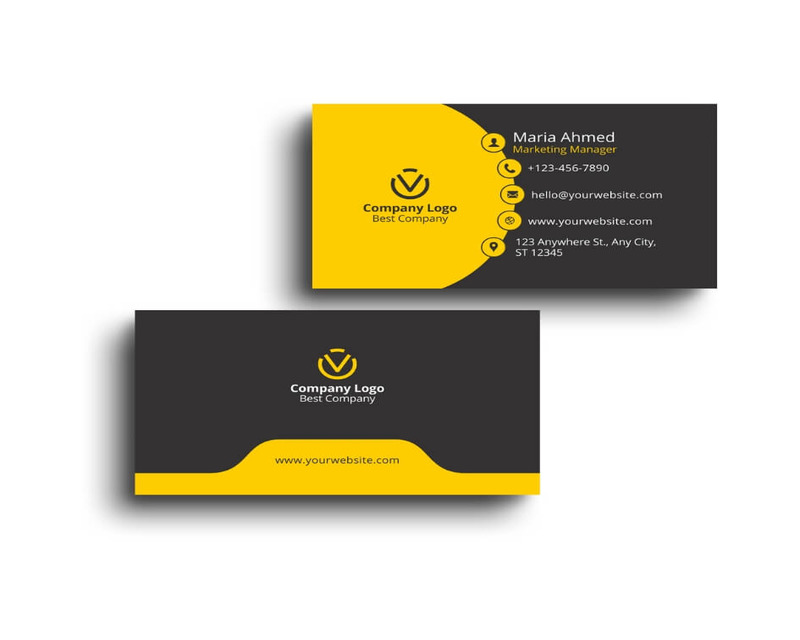 Maria Ahmed
Marketing Manager
+123-456-7890
hello@yourwebsite.com
www.yourwebsite.com
123 Anywhere St., Any City,
ST 12345
Company Logo
Best Company
Company Logo
Best Company
www.yourwebsite.com